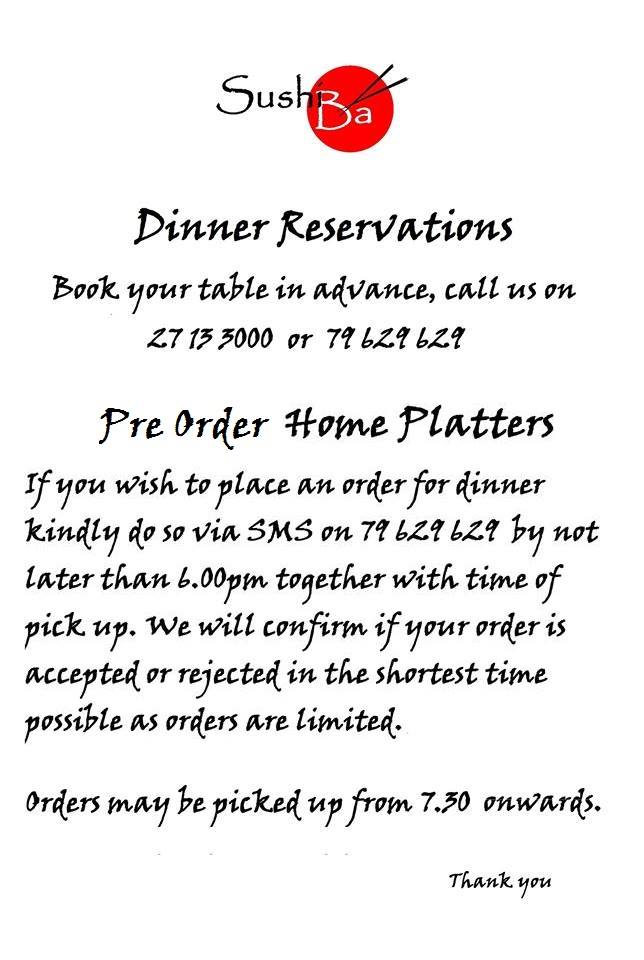 Sushi Ba
Dinner Reservations
Book your table in advance, call us on
27 13 3000 or 79 629 629
Pre Order Home Platters
If you wish to place an order for dinner
kindly do so via SMS on 79 629 629 by not
later than 6.00pm together with time of
pick up. We will confirm if your order is
accepted or rejected in the shortest time
possible as orders are limited.
Orders may be picked up from 7.30 onwards.
Thank you